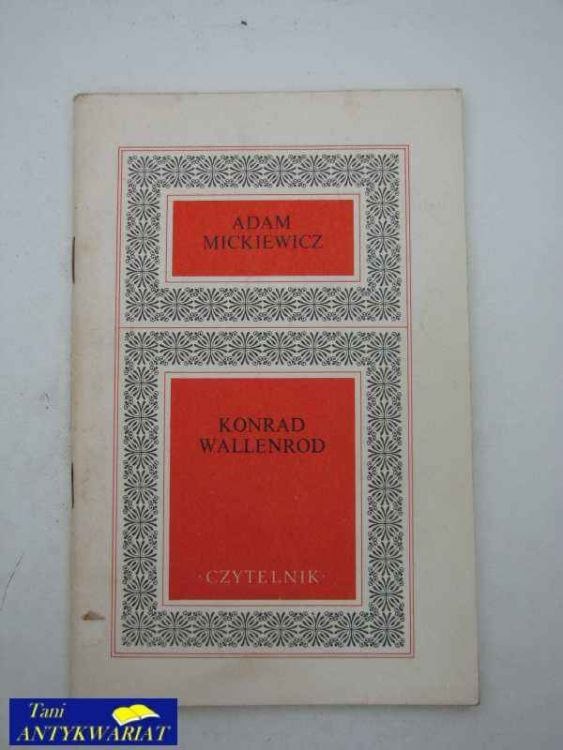 ADAM
MICKIEWICZ
KONRAD
WALLENROD
·CZYTELNIK·
Tani
ANTYKWARIAT